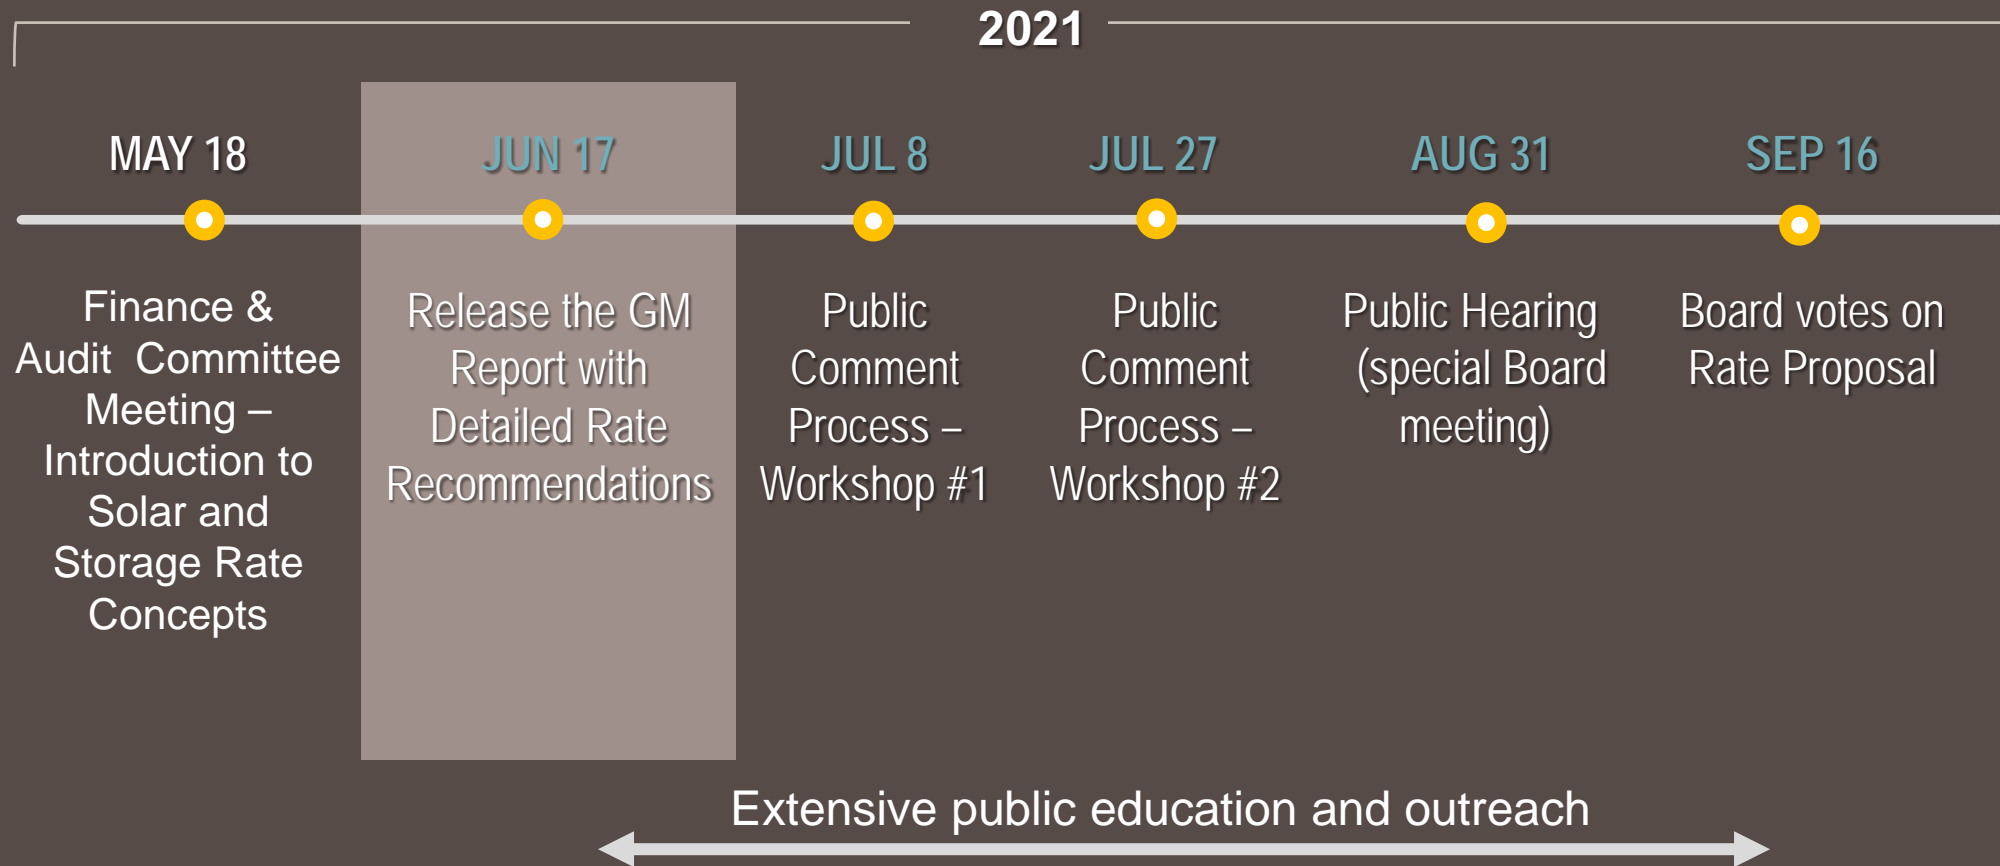 2021
MAY 18
Finance &
Audit Committee
Meeting –
Introduction to
Solar and
Storage Rate
Concepts
JUN 17
Release the GM
Report with
Detailed Rate
Recommendations
JUL 8
Public
Comment
Process –
Workshop #1
JUL 27
Public
Comment
Process –
Workshop #2
AUG 31
Public Hearing
(special Board
meeting)
SEP 16
Board votes on
Rate Proposal
Extensive public education and outreach